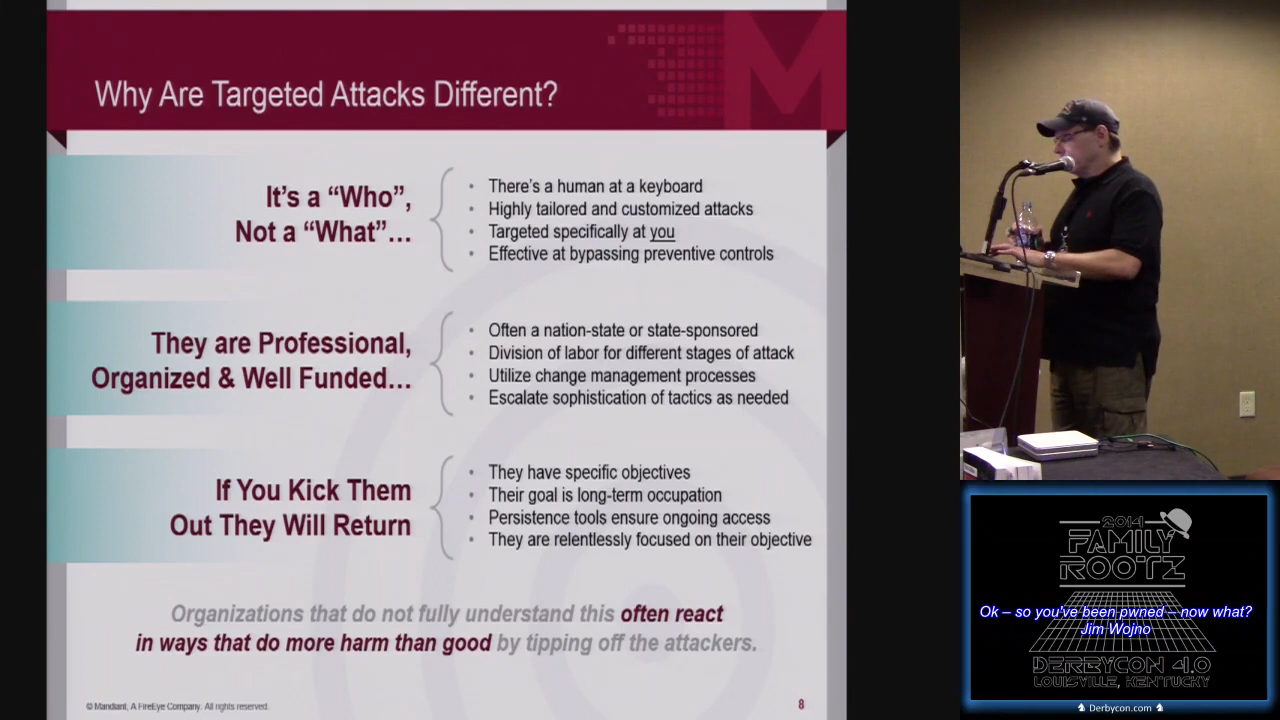 Why Are Targeted Attacks Different?
M
It's a “Who”,
Not a “What”…
• There's a human at a keyboard
• Highly tailored and customized attacks
• Targeted specifically at you
• Effective at bypassing preventive controls
They are Professional,
Organized & Well Funded…
• Often a nation-state or state-sponsored
• Division of labor for different stages of attack
• Utilize change management processes
• Escalate sophistication of tactics as needed
If You Kick Them
Out They Will Return
• They have specific objectives
• Their goal is long-term occupation
• Persistence tools ensure ongoing access
• They are relentlessly focused on their objective
Organizations that do not fully understand this often react
in ways that do more harm than good by tipping off the attackers.
© Mandiant, A FireEye Company. All rights reserved.
8
2014
FAMILY
ROOTZ
Ok – so you've been pwned – now what?
Jim Wojno
DERBYCON 4.0
LOUISVILLE, KENTUCKY
Derbycon.com